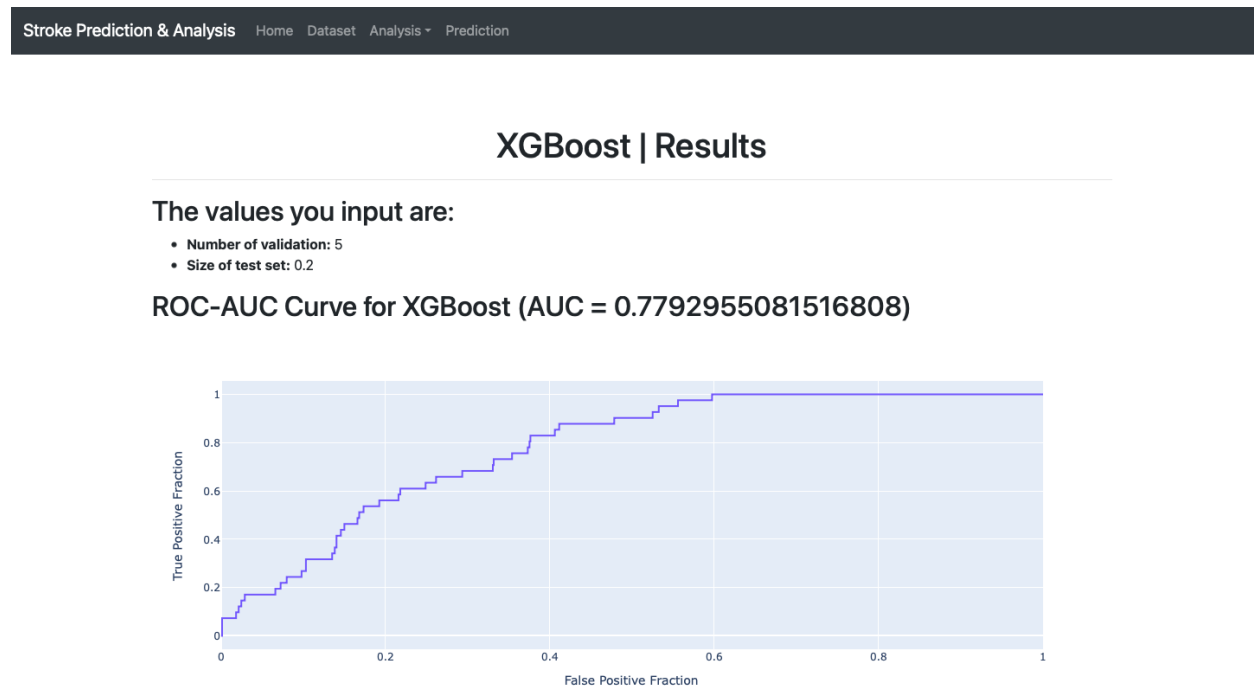 Stroke Prediction & Analysis Home Dataset Analysis Prediction
XGBoost | Results
The values you input are:
• Number of validation: 5
• Size of test set: 0.2
ROC-AUC Curve for XGBoost (AUC = 0.7792955081516808)
1
0.8
0.6
0.4
0.2
0
True Positive Fraction
0 0.2 0.4 0.6 0.8 1
False Positive Fraction